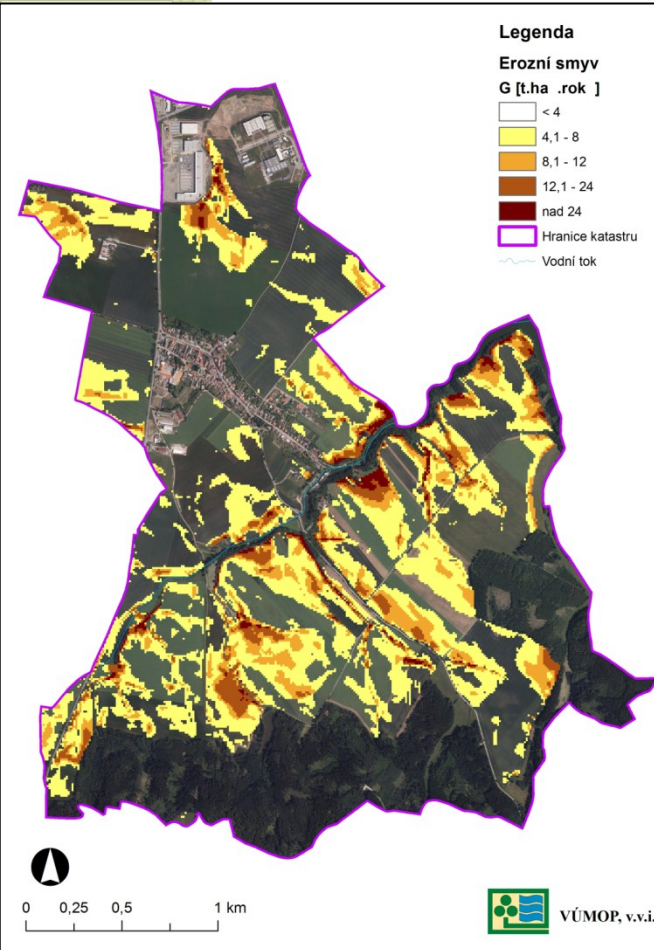 Legenda
Erozní smyv
G [t.ha .rok ]
< 4
4,1 - 8
8,1 - 12
12,1 - 24
nad 24
Hranice katastru
Vodní tok
0 0,25 0,5 1 km
VÚMOP, v.v.i.